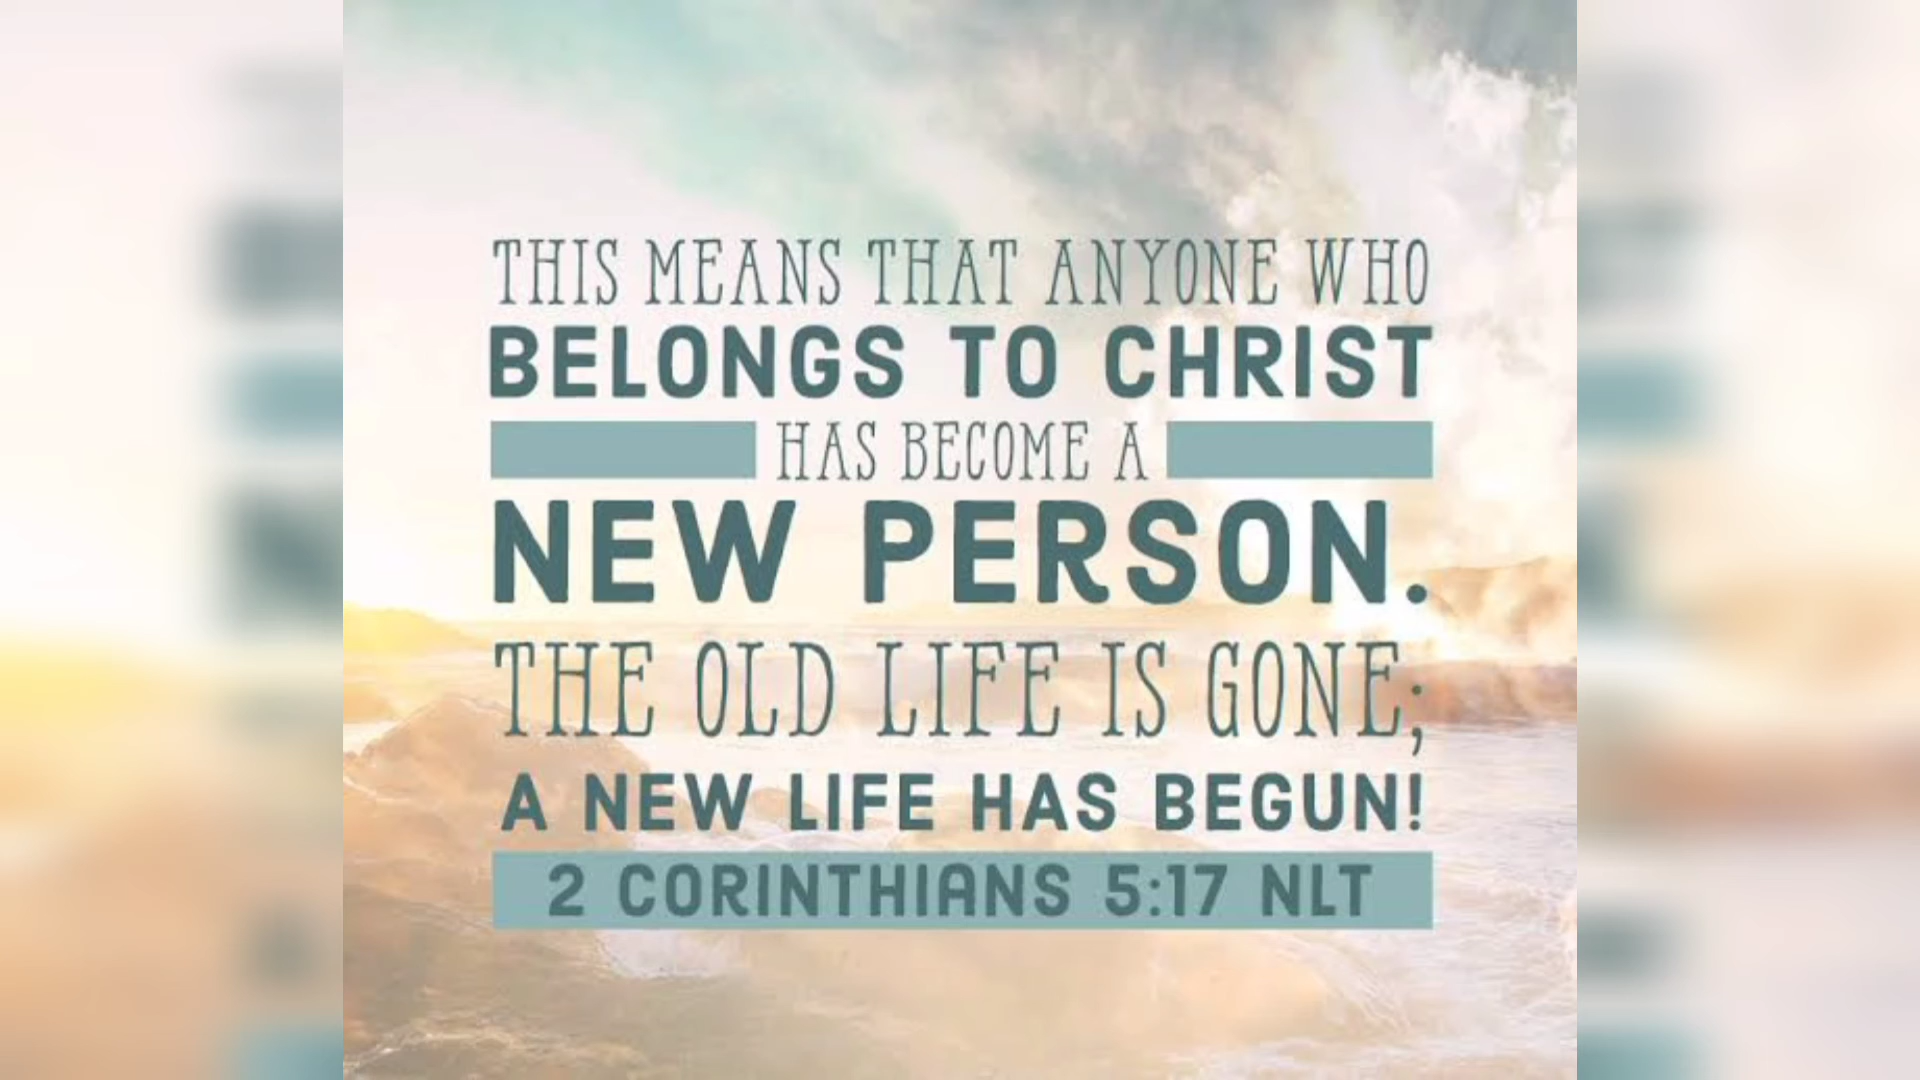 THIS MEANS THAT ANYONE WHO
BELONGS TO CHRIST
HAS BECOME A
NEW PERSON.
THE OLD LIFE IS GONE;
A NEW LIFE HAS BEGUN!
2 CORINTHIANS 5:17 NLT